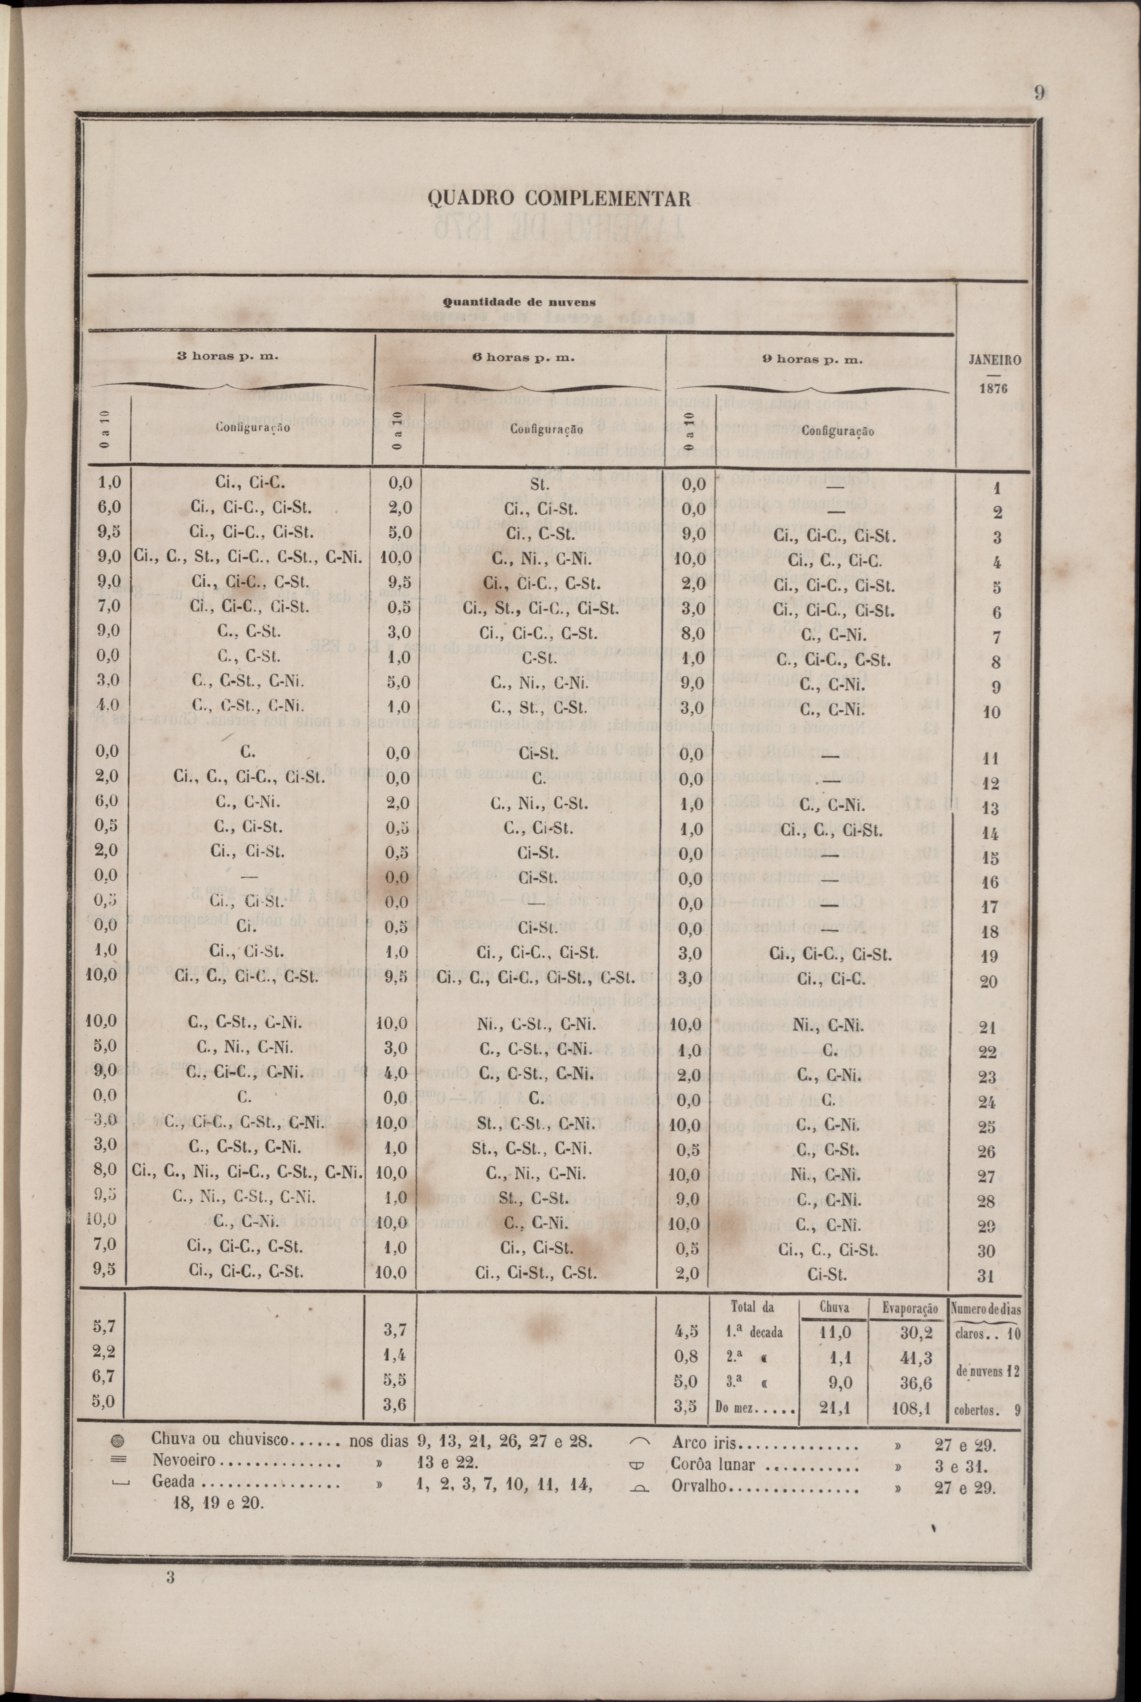 9
QUADRO COMPLEMENTAR
Quantidade de nuvens
3 horas p. m. 6 horas p. m. 9 horas p. m. JANEIRO
1876
0 a 10 Configuração 0 a 10 Configuração 0 a 10 Configuração
1,0 Ci., Ci-C. 0,0 St. 0,0 — 1
6,0 Ci., Ci-C., Ci-St. 2,0 Ci., Ci-St. 0,0 — 2
9,5 Ci., Ci-C., Ci-St. 5,0 Ci., C-St. 9,0 Ci., Ci-C., Ci-St. 3
9,0 Ci., C., St., Ci-C., C-St., C-Ni. 10,0 C., Ni., C-Ni. 10,0 Ci., C., Ci-C. 4
9,0 Ci., Ci-C., C-St. 9,5 Ci., Ci-C., C-St. 2,0 Ci., Ci-C., Ci-St. 5
7,0 Ci., Ci-C., Ci-St. 0,5 Ci., St., Ci-C., Ci-St. 3,0 Ci., Ci-C., Ci-St. 6
9,0 C., C-St. 3,0 Ci., Ci-C., C-St. 8,0 C., C-Ni. 7
0,0 C., C-St. 1,0 C-St. 1,0 C., Ci-C., C-St. 8
3,0 C., C-St., C-Ni. 5,0 C., Ni., C-Ni. 9,0 C., C-Ni. 9
4,0 C., C-St., C-Ni. 1,0 C., St., C-St. 3,0 C., C-Ni. 10
0,0 C. 0,0 Ci-St. 0,0 — 11
2,0 Ci., C., Ci-C., Ci-St. 0,0 C. 0,0 — 12
6,0 C., C-Ni. 2,0 C., Ni., C-St. 1,0 C., C-Ni. 13
0,5 C., Ci-St. 0,5 C., Ci-St. 1,0 Ci., C., Ci-St. 14
2,0 Ci., Ci-St. 0,5 Ci-St. 0,0 — 15
0,0 — 0,0 Ci-St. 0,0 — 16
0,5 Ci., Ci-St. 0,0 — 0,0 — 17
0,0 Ci. 0,5 Ci-St. 0,0 — 18
1,0 Ci., Ci-St. 1,0 Ci., Ci-C., Ci-St. 3,0 Ci., Ci-C., Ci-St. 19
10,0 Ci., C., Ci-C., C-St. 9,5 Ci., C., Ci-C., Ci-St., C-St. 3,0 Ci., Ci-C. 20
10,0 C., C-St., C-Ni. 10,0 Ni., C-St., C-Ni. 10,0 Ni., C-Ni. 21
5,0 C., Ni., C-Ni. 3,0 C., C-St., C-Ni. 1,0 C. 22
9,0 C., Ci-C., C-Ni. 4,0 C., C-St., C-Ni. 2,0 C., C-Ni. 23
0,0 C. 0,0 C. 0,0 C. 24
3,0 C., Ci-C., C-St., C-Ni. 10,0 St., C-St., C-Ni. 10,0 C., C-Ni. 25
3,0 C., C-St., C-Ni. 1,0 St., C-St., C-Ni. 0,5 C., C-St. 26
8,0 Ci., C., Ni., Ci-C., C-St., C-Ni. 10,0 C., Ni., C-Ni. 10,0 Ni., C-Ni. 27
9,5 C., Ni., C-St., C-Ni. 1,0 St., C-St. 9,0 C., C-Ni. 28
10,0 C., C-Ni. 10,0 C., C-Ni. 10,0 C., C-Ni. 29
7,0 Ci., Ci-C., C-St. 1,0 Ci., Ci-St. 0,5 Ci., C., Ci-St. 30
9,5 Ci., Ci-C., C-St. 10,0 Ci., Ci-St., C-St. 2,0 Ci-St. 31
Total da Chuva Evaporação Numero de dias
5,7 3,7 4,5 1.ª decada 11,0 30,2 claros.. 10
2,2 1,4 0,8 2.ª « 1,1 41,3
de nuvens 12
6,7 5,5 5,0 3.ª « 9,0 36,6
5,0 3,6 3,5 Do mez..... 21,1 108,1 cobertos. 9
Chuva ou chuvisco...... nos dias 9, 13, 21, 26, 27 e 28. Arco iris............... » 27 e 29.
Nevoeiro.............. » 13 e 22. Corôa lunar ........... » 3 e 31.
Geada ................ » 1, 2, 3, 7, 10, 11, 14, Orvalho............... » 27 e 29.
18, 19 e 20.
3